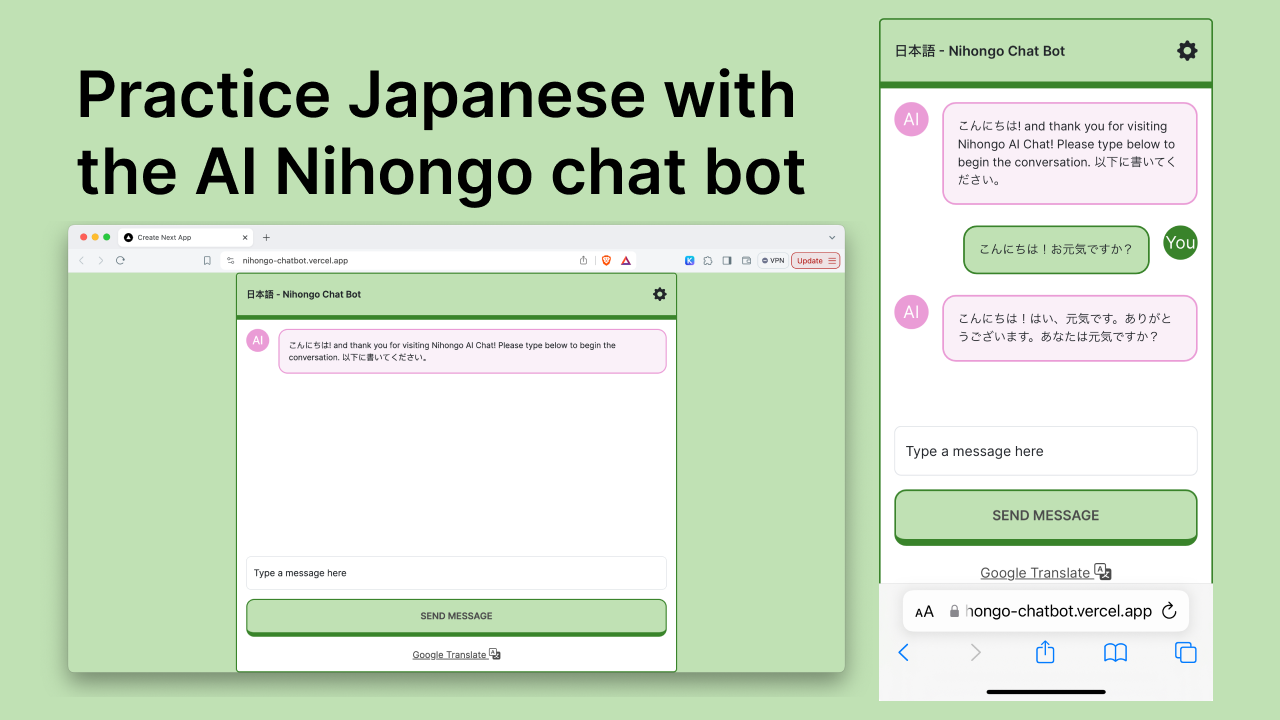 Practice Japanese with
the AI Nihongo chat bot
Create Next App
nihongo-chatbot.vercel.app
VPN
Update
日本語 - Nihongo Chat Bot
AI
こんにちは! and thank you for visiting Nihongo AI Chat! Please type below to begin the
conversation. 以下に書いてください。
Type a message here
SEND MESSAGE
Google Translate
日本語 - Nihongo Chat Bot
AI
こんにちは! and thank you for visiting
Nihongo AI Chat! Please type below to
begin the conversation. 以下に書いてく
ださい。
こんにちは！お元気ですか？
You
AI
こんにちは！はい、元気です。ありがと
うございます。あなたは元気ですか？
Type a message here
SEND MESSAGE
Google Translate
AA
hongo-chatbot.vercel.app